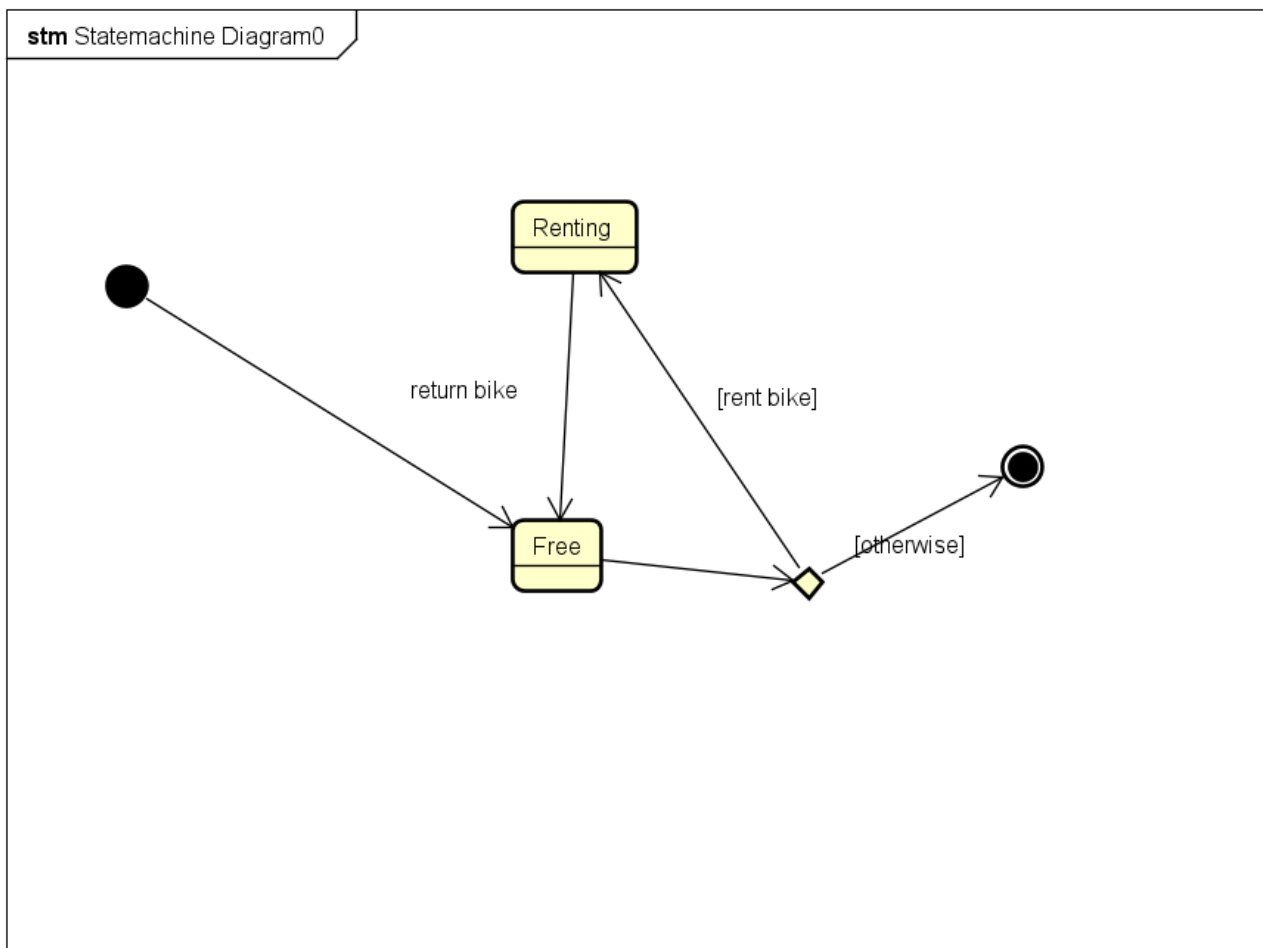 stm Statemachine Diagram0
Renting
return bike
[rent bike]
Free
[otherwise]